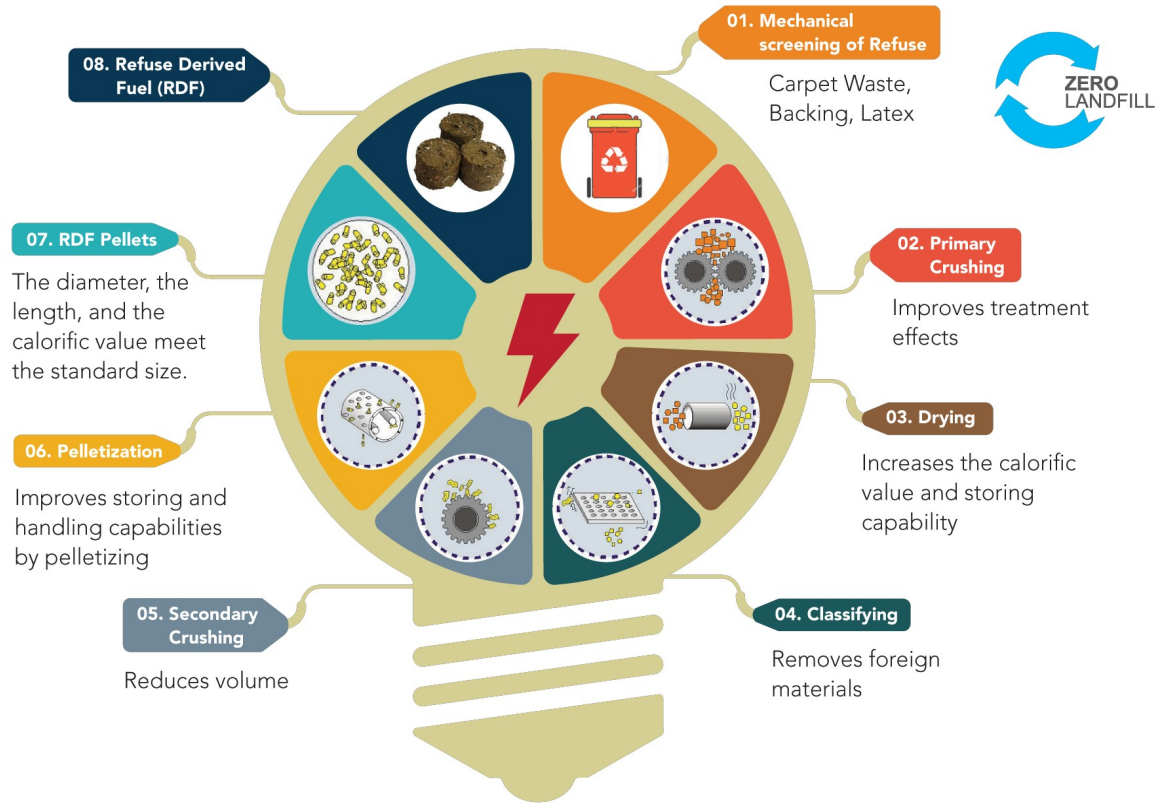 01. Mechanical
screening of Refuse
Carpet Waste,
Backing, Latex
ZERO
LANDFILL
02. Primary
Crushing
Improves treatment
effects
03. Drying
Increases the calorific
value and storing
capability
04. Classifying
Removes foreign
materials
05. Secondary
Crushing
Reduces volume
06. Pelletization
Improves storing and
handling capabilities
by pelletizing
07. RDF Pellets
The diameter, the
length, and the
calorific value meet
the standard size.
08. Refuse Derived
Fuel (RDF)